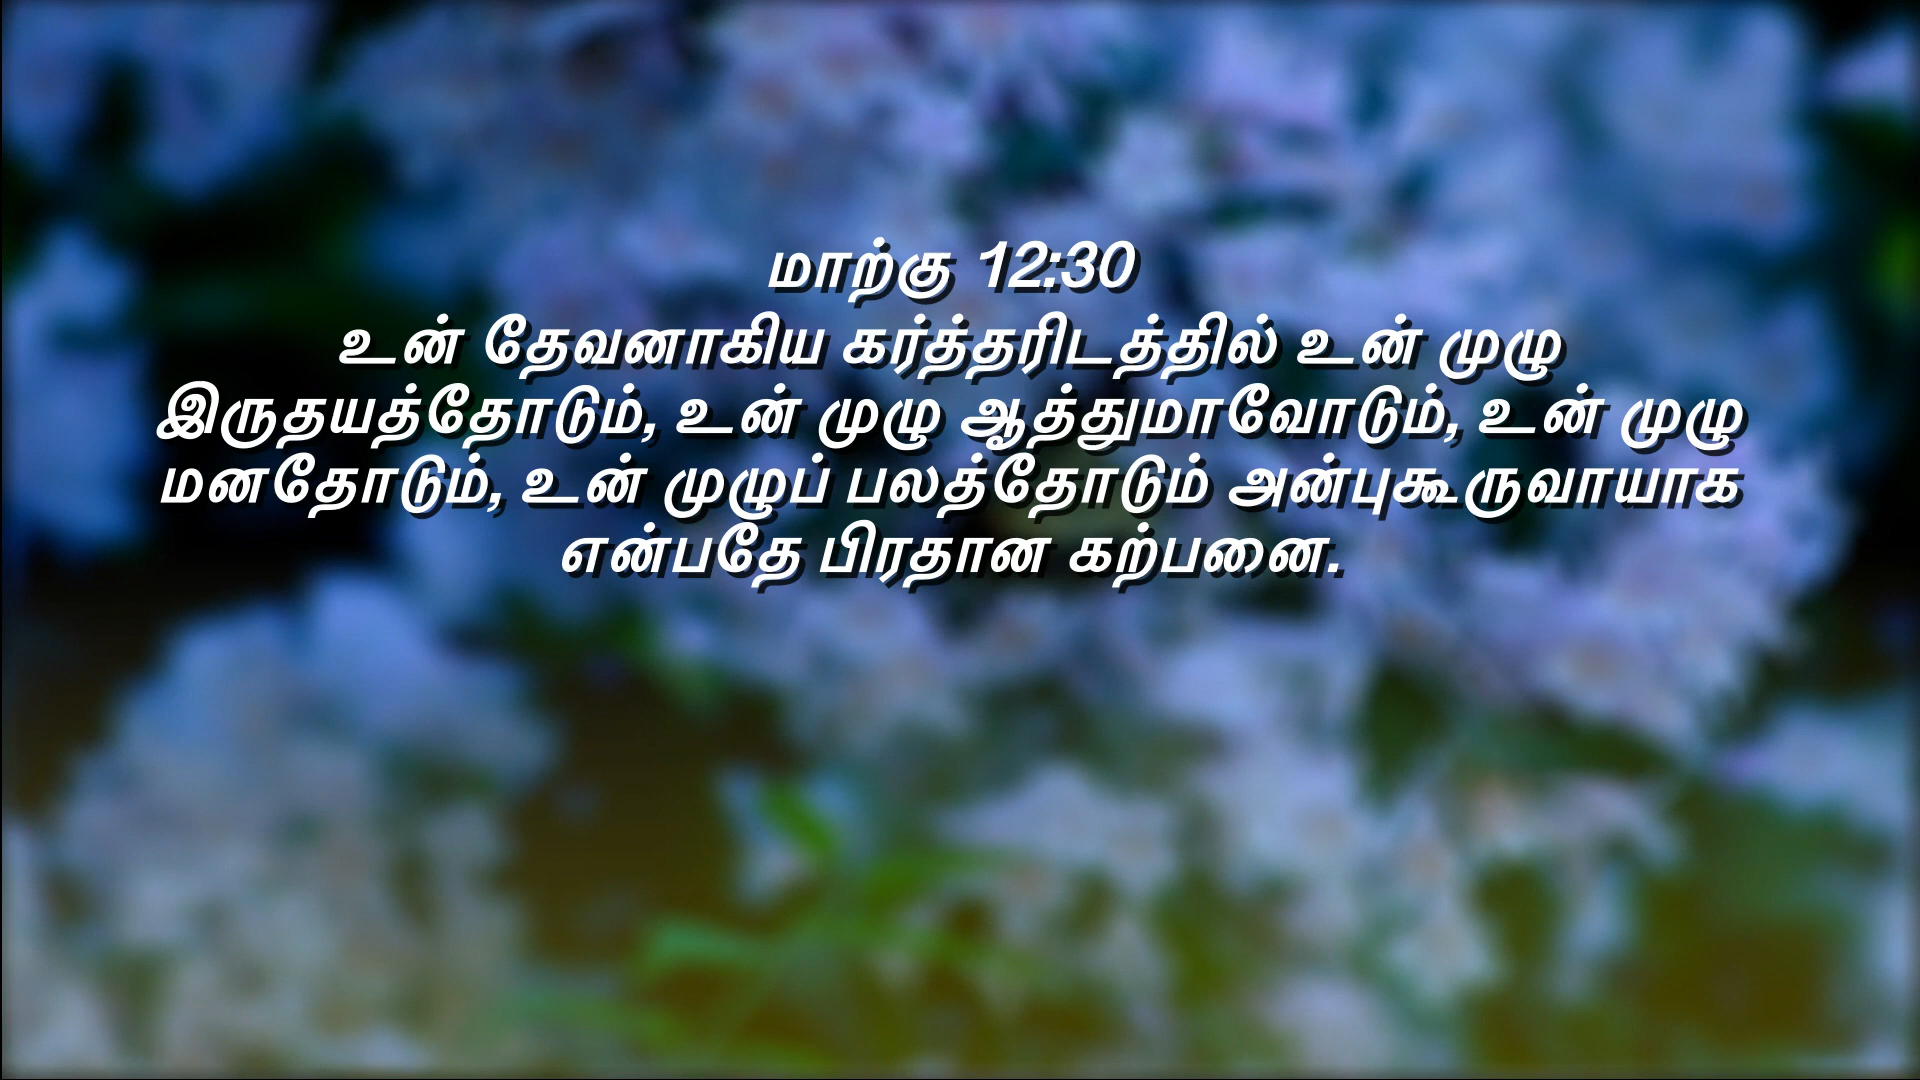 மாற்கு 12:30
உன் தேவனாகிய கர்த்தரிடத்தில் உன் முழு
இருதயத்தோடும், உன் முழு ஆத்துமாவோடும், உன் முழு
மனதோடும், உன் முழுப் பலத்தோடும் அன்புகூருவாயாக
என்பதே பிரதான கற்பனை.